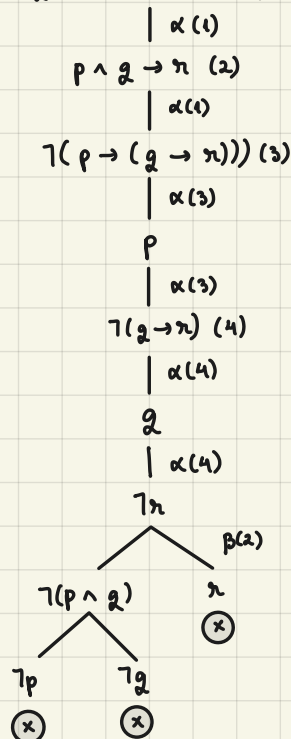 α(1)
p ∧ q → r (2)
α(1)
¬( p → ( q → r))) (3)
α(3)
p
α(3)
¬(q → r) (4)
α(4)
q
α(4)
¬r
β(2)
¬(p ∧ q) r
x
¬p ¬q
x x